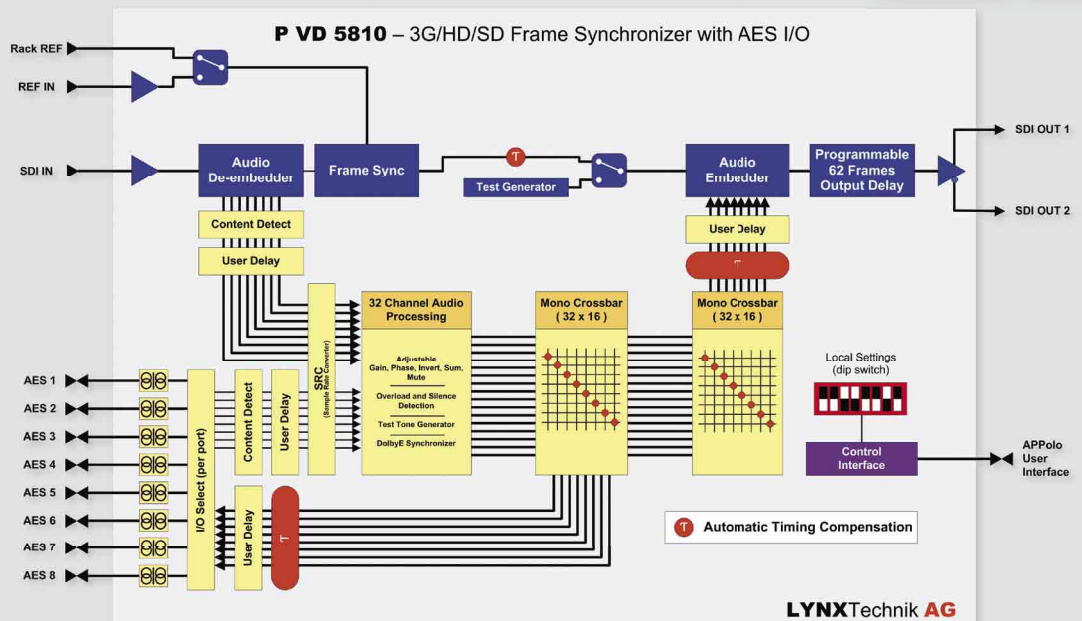 P VD 5810 – 3G/HD/SD Frame Synchronizer with AES I/O
Rack REF
REF IN
SDI IN
Audio
De-embedder
Frame Sync
T
Test Generator
Audio
Embedder
Programmable
62 Frames
Output Delay
SDI OUT 1
SDI OUT 2
Content Detect
User Delay
User Delay
SRC
(Sample Rate Converter)
32 Channel Audio
Processing
Adjustable
Gain, Phase, Invert, Sum,
Mute
Overload and Silence
Detection
Test Tone Generator
DolbyE Synchronizer
Mono Crossbar
( 32 x 16 )
Mono Crossbar
( 32 x 16 )
Local Settings
(dip switch)
Control
Interface
APPolo
User
Interface
AES 1
AES 2
AES 3
AES 4
AES 5
AES 6
AES 7
AES 8
I/O Select (per port)
Content Detect
User Delay
User Delay
T
T Automatic Timing Compensation
LYNXTechnik AG